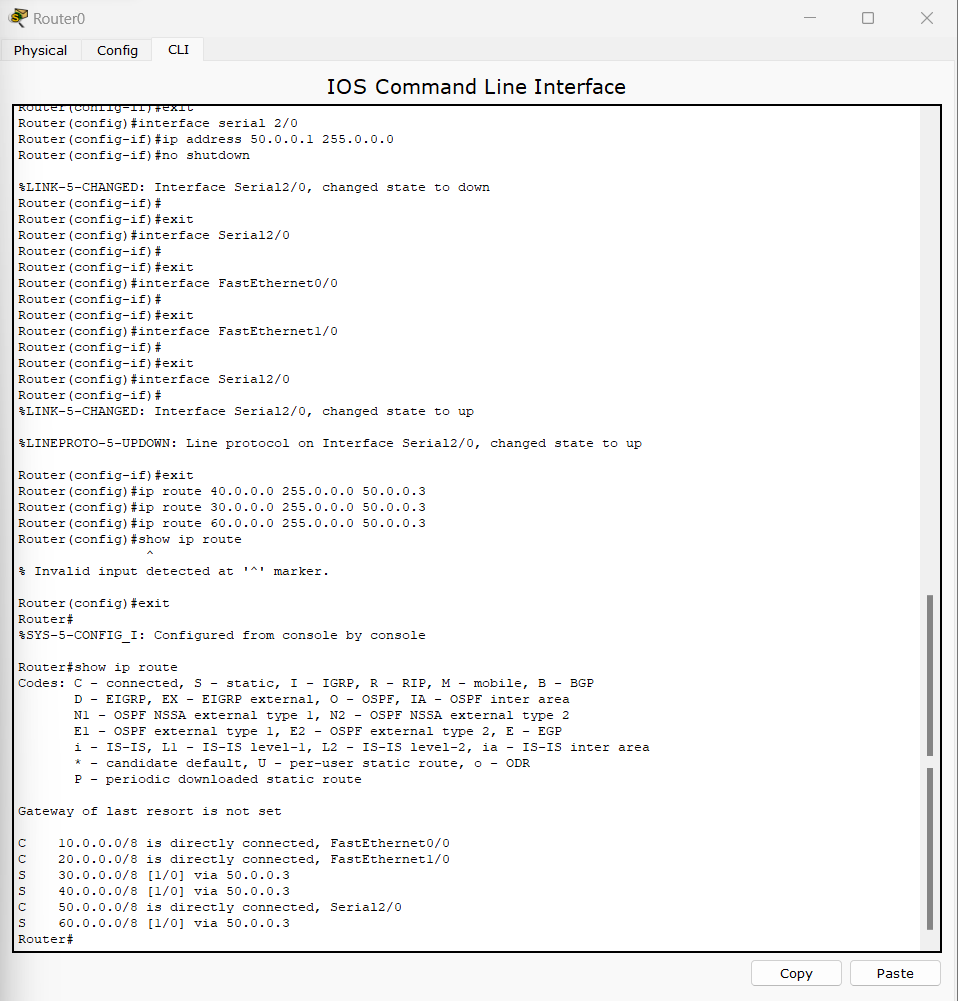 Router0
Physical Config CLI
IOS Command Line Interface
Router(config-if)#exit
Router(config)#interface serial 2/0
Router(config-if)#ip address 50.0.0.1 255.0.0.0
Router(config-if)#no shutdown
%LINK-5-CHANGED: Interface Serial2/0, changed state to down
Router(config-if)#
Router(config-if)#exit
Router(config)#interface Serial2/0
Router(config-if)#
Router(config-if)#exit
Router(config)#interface FastEthernet0/0
Router(config-if)#
Router(config-if)#exit
Router(config)#interface FastEthernet1/0
Router(config-if)#
Router(config-if)#exit
Router(config)#interface Serial2/0
Router(config-if)#
%LINK-5-CHANGED: Interface Serial2/0, changed state to up
%LINEPROTO-5-UPDOWN: Line protocol on Interface Serial2/0, changed state to up
Router(config-if)#exit
Router(config)#ip route 40.0.0.0 255.0.0.0 50.0.0.3
Router(config)#ip route 30.0.0.0 255.0.0.0 50.0.0.3
Router(config)#ip route 60.0.0.0 255.0.0.0 50.0.0.3
Router(config)#show ip route
^
% Invalid input detected at '^' marker.
Router(config)#exit
Router#
%SYS-5-CONFIG_I: Configured from console by console
Router#show ip route
Codes: C - connected, S - static, I - IGRP, R - RIP, M - mobile, B - BGP
D - EIGRP, EX - EIGRP external, O - OSPF, IA - OSPF inter area
N1 - OSPF NSSA external type 1, N2 - OSPF NSSA external type 2
E1 - OSPF external type 1, E2 - OSPF external type 2, E - EGP
i - IS-IS, L1 - IS-IS level-1, L2 - IS-IS level-2, ia - IS-IS inter area
* - candidate default, U - per-user static route, o - ODR
P - periodic downloaded static route
Gateway of last resort is not set
C 10.0.0.0/8 is directly connected, FastEthernet0/0
C 20.0.0.0/8 is directly connected, FastEthernet1/0
S 30.0.0.0/8 [1/0] via 50.0.0.3
S 40.0.0.0/8 [1/0] via 50.0.0.3
C 50.0.0.0/8 is directly connected, Serial2/0
S 60.0.0.0/8 [1/0] via 50.0.0.3
Router#
Copy Paste